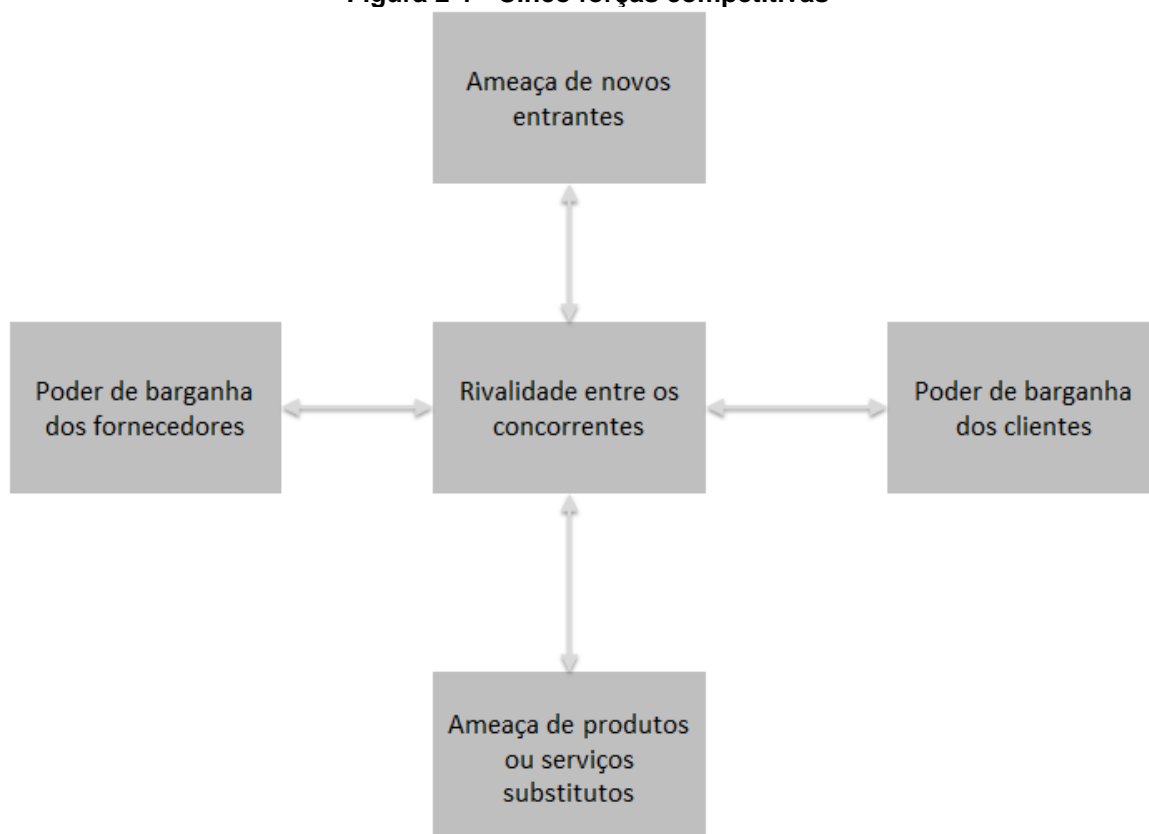 Ameaça de novos
entrantes
Poder de barganha
dos fornecedores
Rivalidade entre os
concorrentes
Poder de barganha
dos clientes
Ameaça de produtos
ou serviços
substitutos